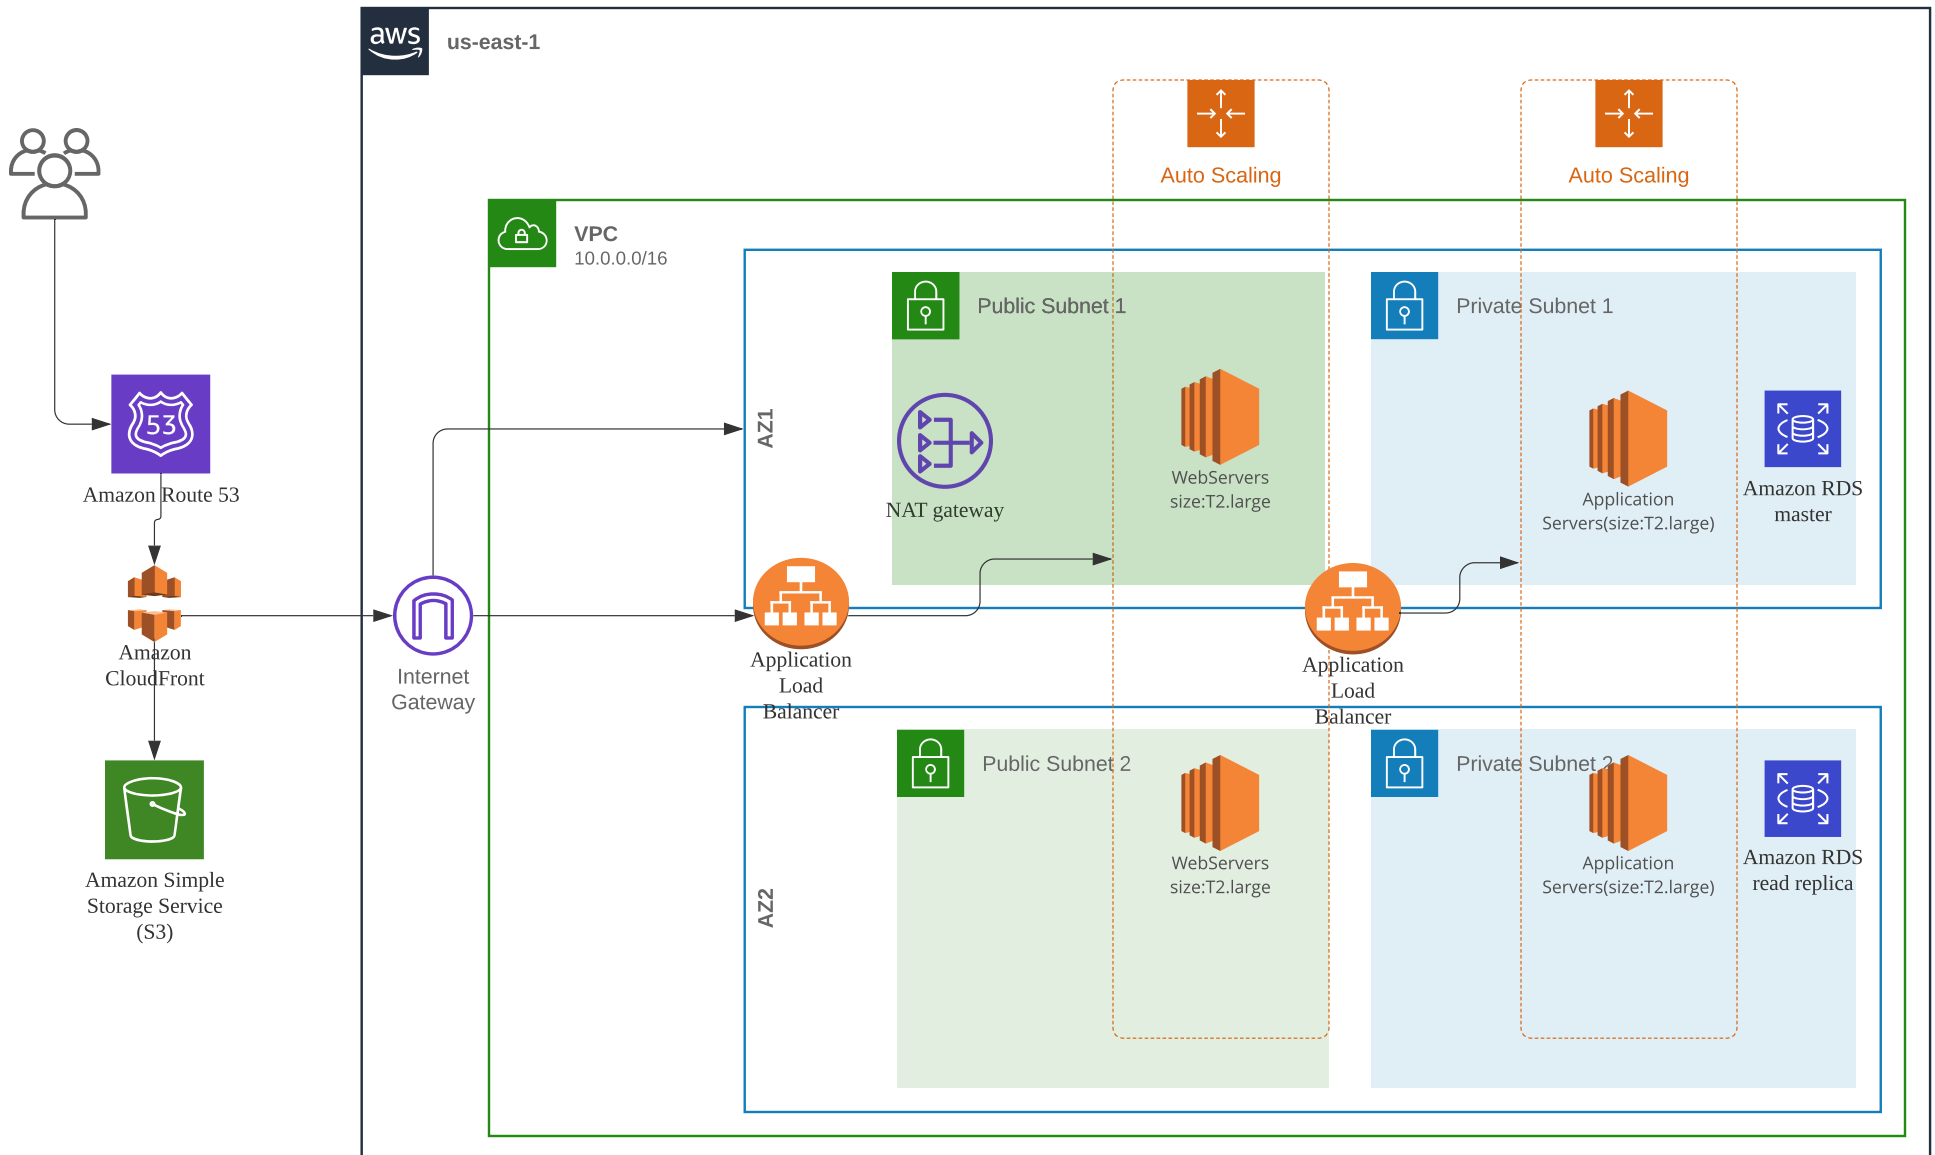 aws
us-east-1
Auto Scaling
Auto Scaling
VPC
10.0.0.0/16
AZ1
Public Subnet 1
Private Subnet 1
53
Amazon Route 53
NAT gateway
WebServers
size:T2.large
Application
Servers(size:T2.large)
Amazon RDS
master
Amazon
CloudFront
Internet
Gateway
Application
Load
Balancer
Application
Load
Balancer
AZ2
Public Subnet 2
Private Subnet 2
WebServers
size:T2.large
Application
Servers(size:T2.large)
Amazon RDS
read replica
Amazon Simple
Storage Service
(S3)